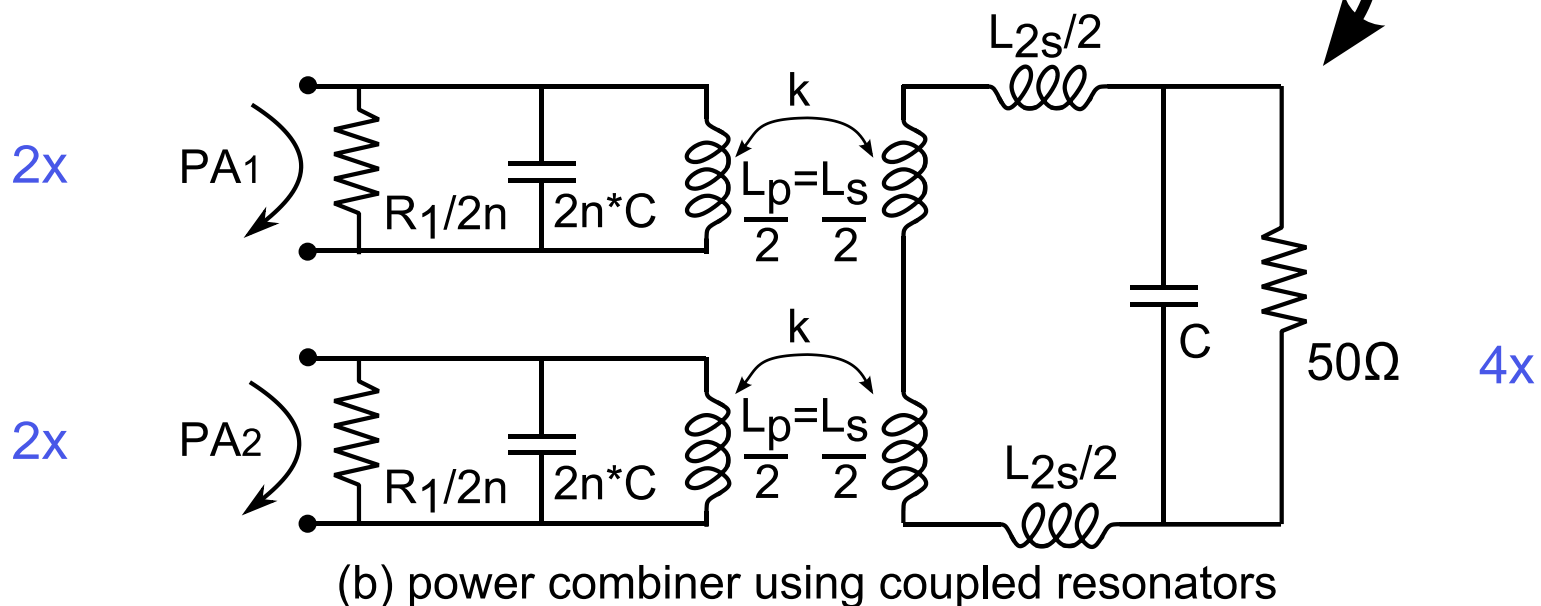 L2s/2
k
2x
PA1
R1/2n
2n*C
Lp=Ls
2 2
C
50Ω
4x
k
2x
PA2
R1/2n
2n*C
Lp=Ls
2 2
L2s/2
(b) power combiner using coupled resonators